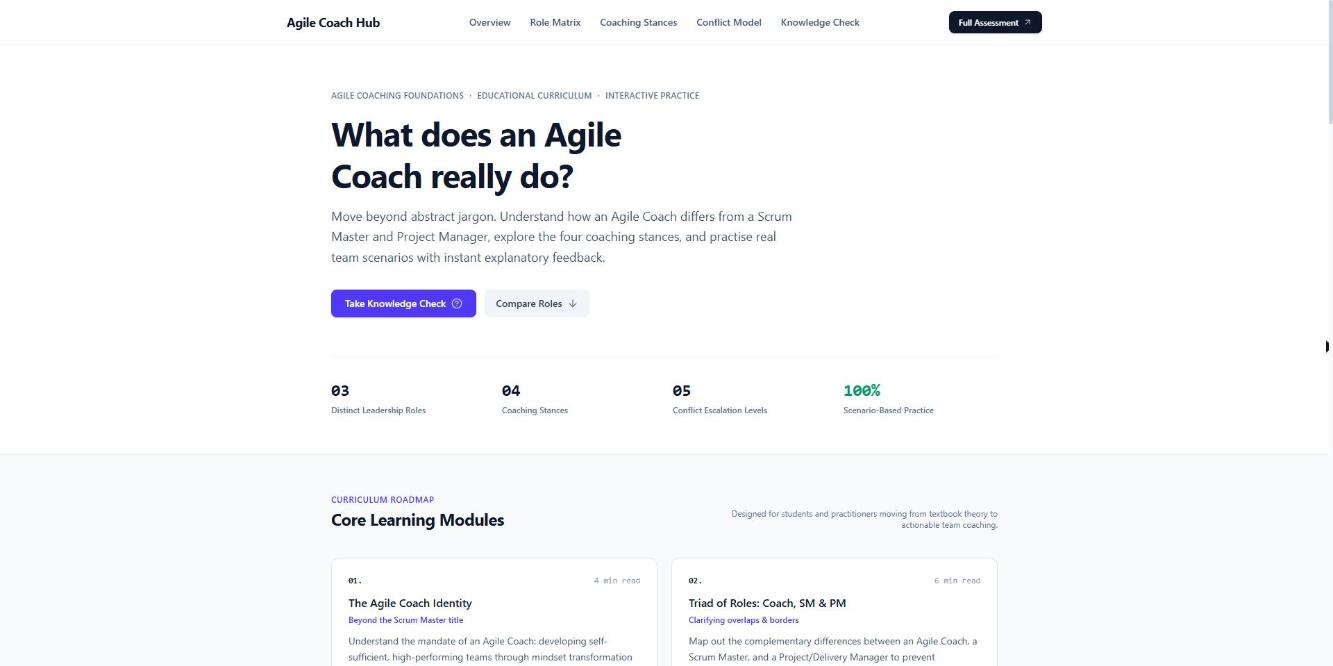 Agile Coach Hub
Overview
Role Matrix
Coaching Stances
Conflict Model
Knowledge Check
Full Assessment
AGILE COACHING FOUNDATIONS · EDUCATIONAL CURRICULUM · INTERACTIVE PRACTICE
What does an Agile
Coach really do?
Move beyond abstract jargon. Understand how an Agile Coach differs from a Scrum
Master and Project Manager, explore the four coaching stances, and practise real
team scenarios with instant explanatory feedback.
Take Knowledge Check
Compare Roles
03
Distinct Leadership Roles
04
Coaching Stances
05
Conflict Escalation Levels
100%
Scenario-Based Practice
CURRICULUM ROADMAP
Core Learning Modules
Designed for students and practitioners moving from textbook theory to
actionable team coaching.
01.
4 min read
The Agile Coach Identity
Beyond the Scrum Master title
Understand the mandate of an Agile Coach: developing self-
sufficient, high-performing teams through mindset transformation
02.
6 min read
Triad of Roles: Coach, SM & PM
Clarifying overlaps & borders
Map out the complementary differences between an Agile Coach, a
Scrum Master, and a Project/Delivery Manager to prevent